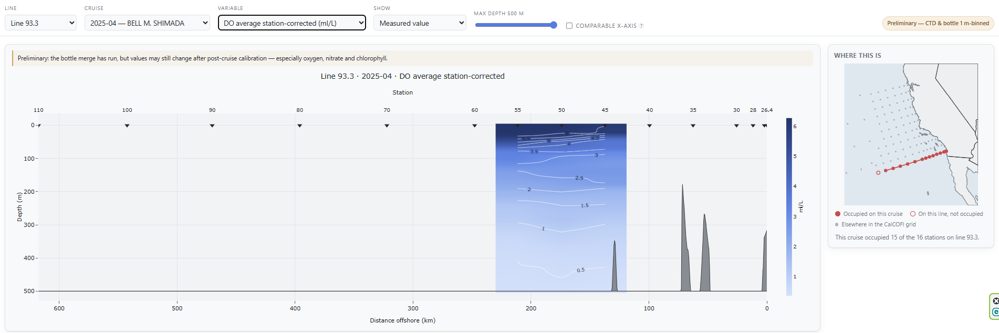 LINE
CRUISE
VARIABLE
SHOW
MAX DEPTH 500 M
Line 93.3
2025-04 — BELL M. SHIMADA
DO average station-corrected (ml/L)
Measured value
COMPARABLE X-AXIS ?
Preliminary — CTD & bottle 1 m-binned
Preliminary: the bottle merge has run, but values may still change after post-cruise calibration — especially oxygen, nitrate and chlorophyll.
Line 93.3 · 2025-04 · DO average station-corrected
Station
110 100 90 80 70 60 55 50 45 40 35 30 28 26.4
0
100
200
300
400
500
Depth (m)
5.5
5
4.5
4
3.5
3
2.5
2
1.5
1
0.5
600 500 400 300 200 100 0
Distance offshore (km)
6
5
4
3
2
1
ml/L
WHERE THIS IS
Occupied on this cruise
On this line, not occupied
Elsewhere in the CalCOFI grid
This cruise occupied 15 of the 16 stations on line 93.3.